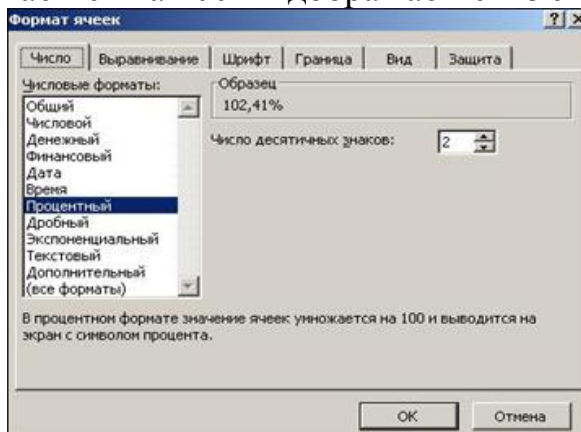 Формат ячеек
Число Выравнивание Шрифт Граница Вид Защита
Числовые форматы:
Образец
102,41%
Общий
Числовой
Денежный
Финансовый
Дата
Время
Процентный
Дробный
Экспоненциальный
Текстовый
Дополнительный
(все форматы)
Число десятичных знаков: 2
В процентном формате значение ячеек умножается на 100 и выводится на
экран с символом процента.
ОК Отмена